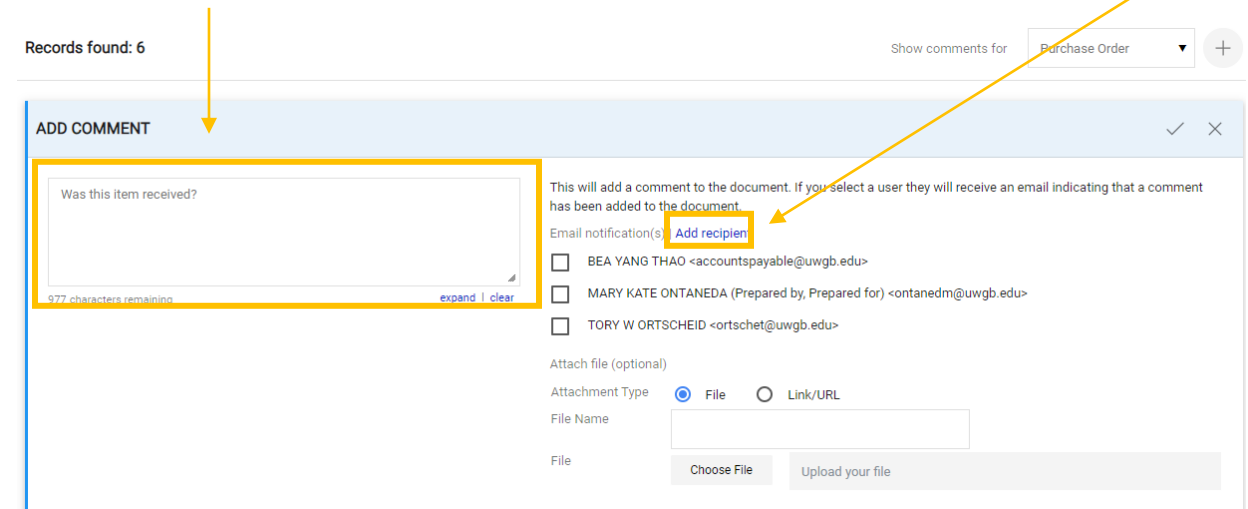 Records found: 6
Show comments for
Purchase Order
ADD COMMENT
Was this item received?
977 characters remaining
expand | clear
This will add a comment to the document. If you select a user they will receive an email indicating that a comment
has been added to the document.
Email notification(s) | Add recipient
BEA YANG THAO <accountspayable@uwgb.edu>
MARY KATE ONTANEDA (Prepared by, Prepared for) <ontanedm@uwgb.edu>
TORY W ORTSCHEID <ortschet@uwgb.edu>
Attach file (optional)
Attachment Type File Link/URL
File Name
File Choose File Upload your file